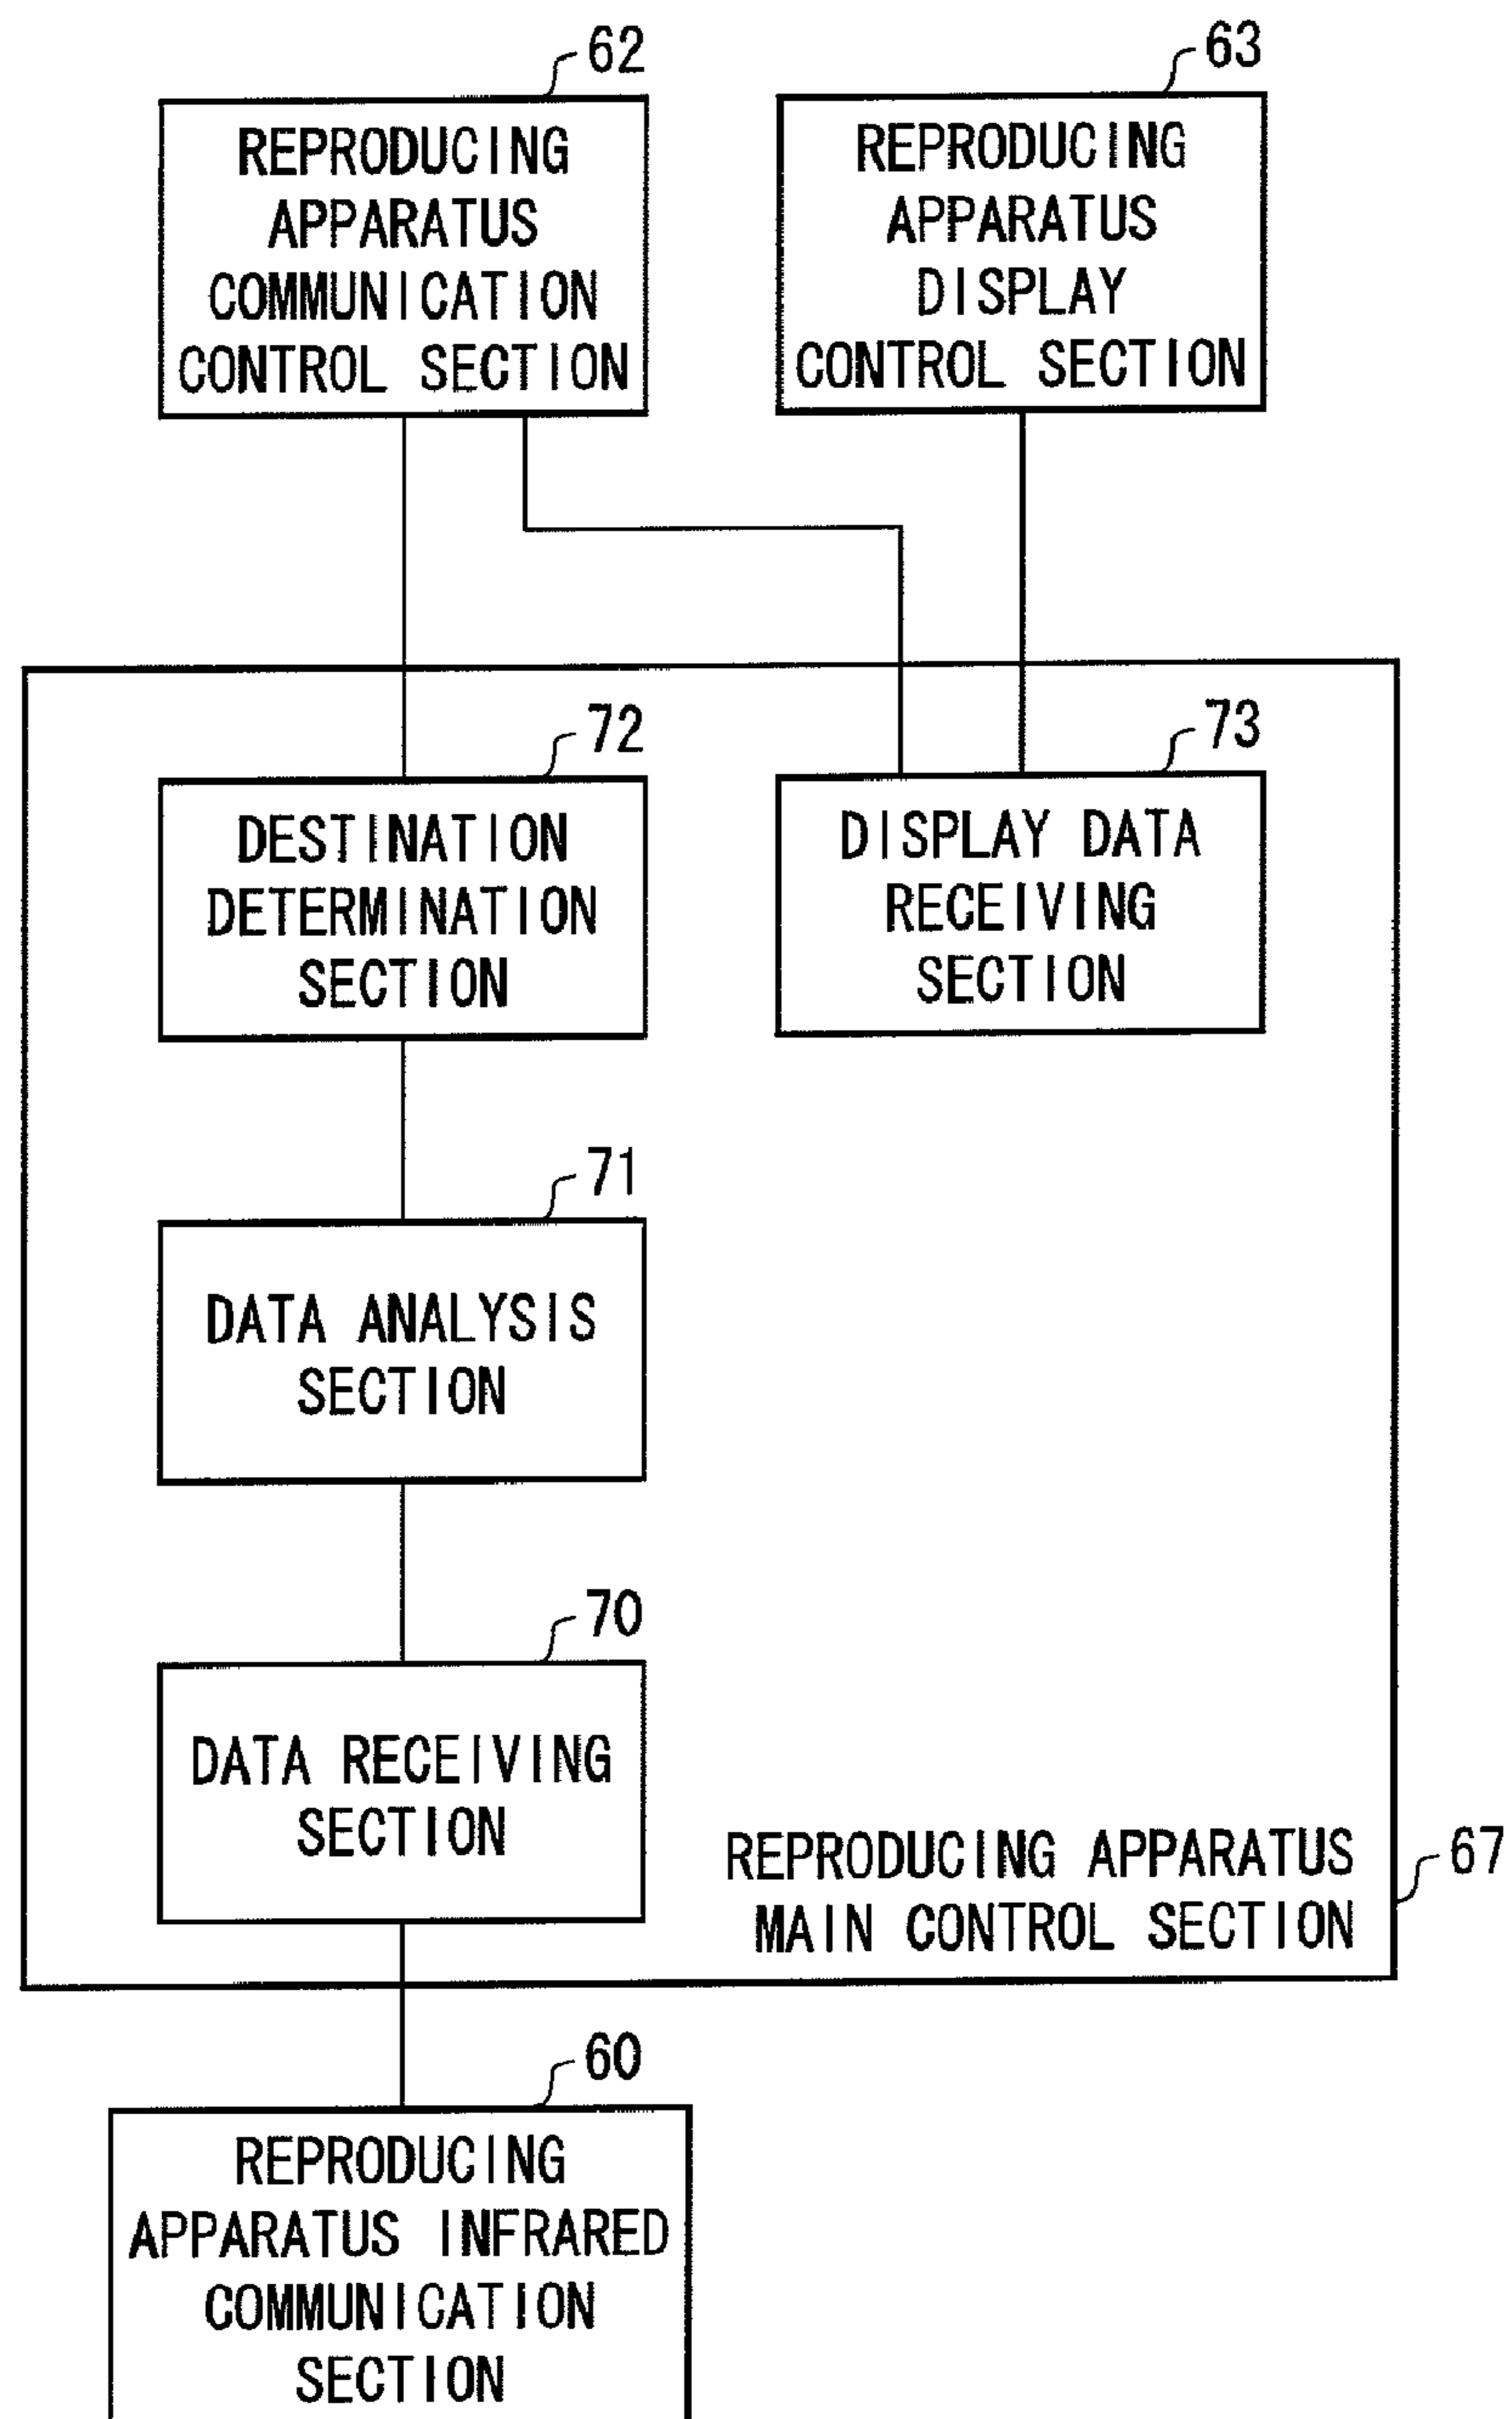 62
REPRODUCING
APPARATUS
COMMUNICATION
CONTROL SECTION
63
REPRODUCING
APPARATUS
DISPLAY
CONTROL SECTION
72
DESTINATION
DETERMINATION
SECTION
73
DISPLAY DATA
RECEIVING
SECTION
71
DATA ANALYSIS
SECTION
70
DATA RECEIVING
SECTION
REPRODUCING APPARATUS
MAIN CONTROL SECTION
67
60
REPRODUCING
APPARATUS INFRARED
COMMUNICATION
SECTION